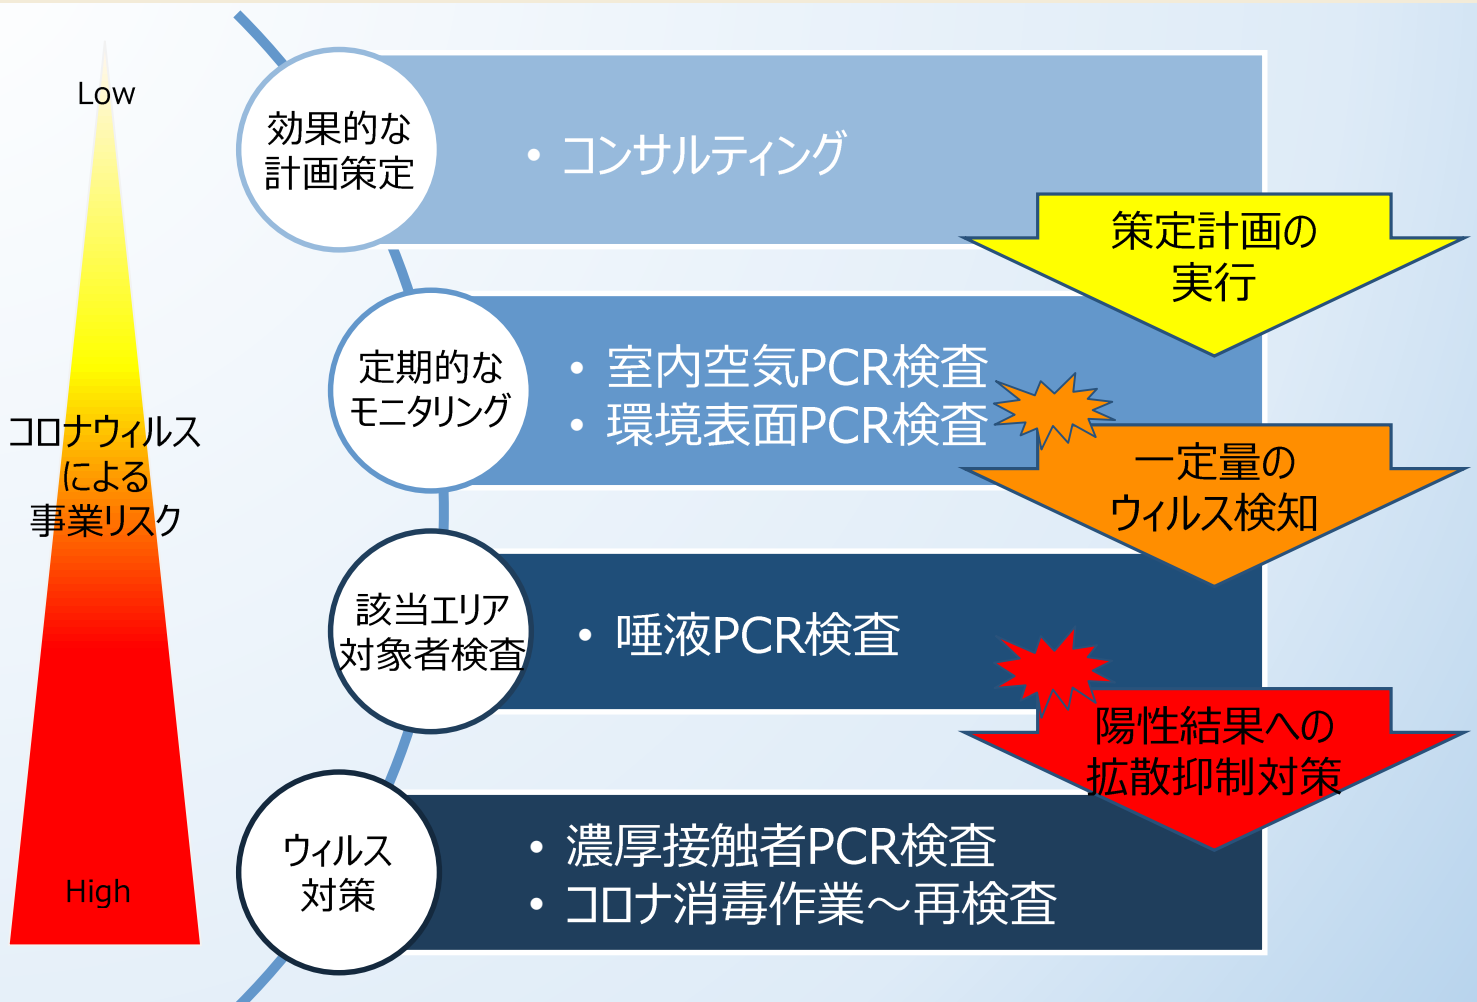 Low
コロナウィルス
による
事業リスク
High
効果的な
計画策定
・コンサルティング
策定計画の
実行
定期的な
モニタリング
・室内空気PCR検査
・環境表面PCR検査
一定量の
ウィルス検知
該当エリア
対象者検査
・唾液PCR検査
陽性結果への
拡散抑制対策
ウィルス
対策
・濃厚接触者PCR検査
・コロナ消毒作業～再検査